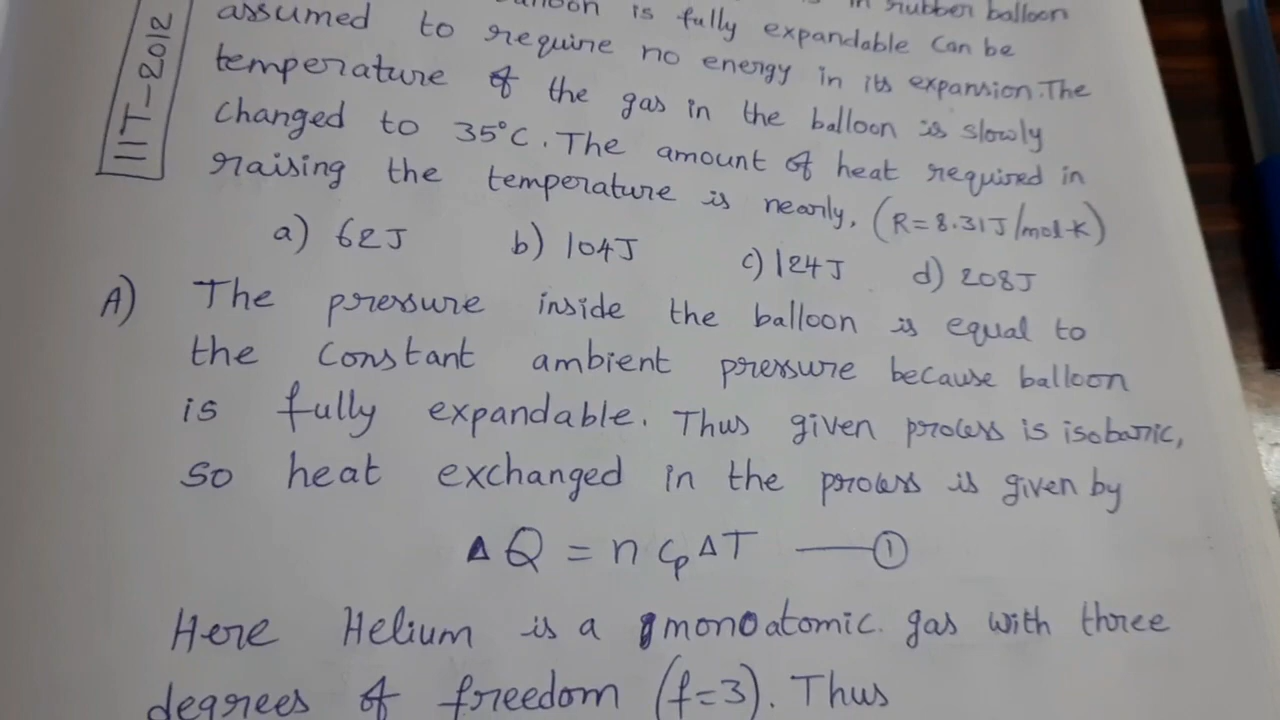 is in rubber balloon
balloon is fully expandable can be
assumed to require no energy in its expansion. The
temperature of the gas in the balloon is slowly
changed to 35°C. The amount of heat required in
raising the temperature is nearly, (R=8.31J/mol-K)
a) 62J b) 104J c) 124J d) 208J
IIT-2012
A) The pressure inside the balloon is equal to
the constant ambient pressure because balloon
is fully expandable. Thus given process is isobaric,
so heat exchanged in the process is given by
ΔQ = n Cp ΔT —①
Here Helium is a monoatomic gas with three
degrees of freedom (f=3). Thus